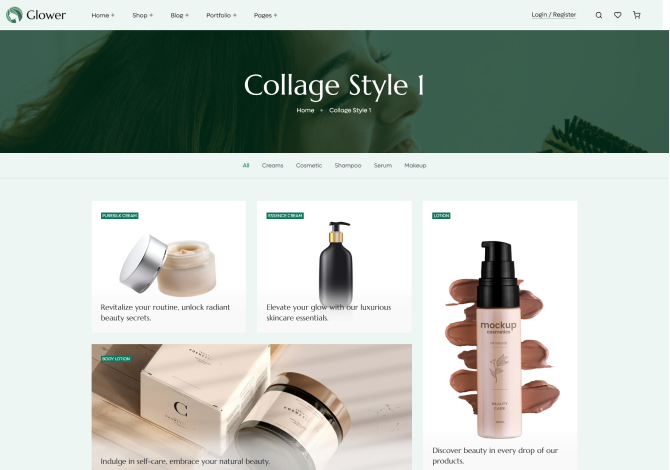 Glower
Home + Shop + Blog + Portfolio + Pages +
Login / Register
Collage Style 1
Home + Collage Style 1
All Creams Cosmetic Shampoo Serum Makeup
PURESILK CREAM
Revitalize your routine, unlock radiant
beauty secrets.
ESSENCE CREAM
Elevate your glow with our luxurious
skincare essentials.
LOTION
mockup
cosmetics
BEAUTY
CARE
Discover beauty in every drop of our
products.
BODY LOTION
C
Indulge in self-care, embrace your natural beauty.